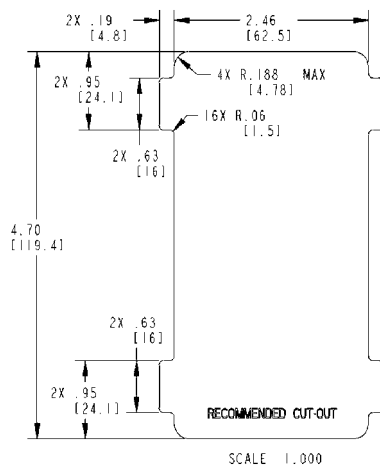 2X .19
[4.8]
2.46
[62.5]
2X .95
[24.1]
4X R.188 MAX
[4.78]
16X R.06
[1.5]
2X .63
[16]
4.70
[119.4]
2X .63
[16]
2X .95
[24.1]
RECOMMENDED CUT-OUT
SCALE 1.000